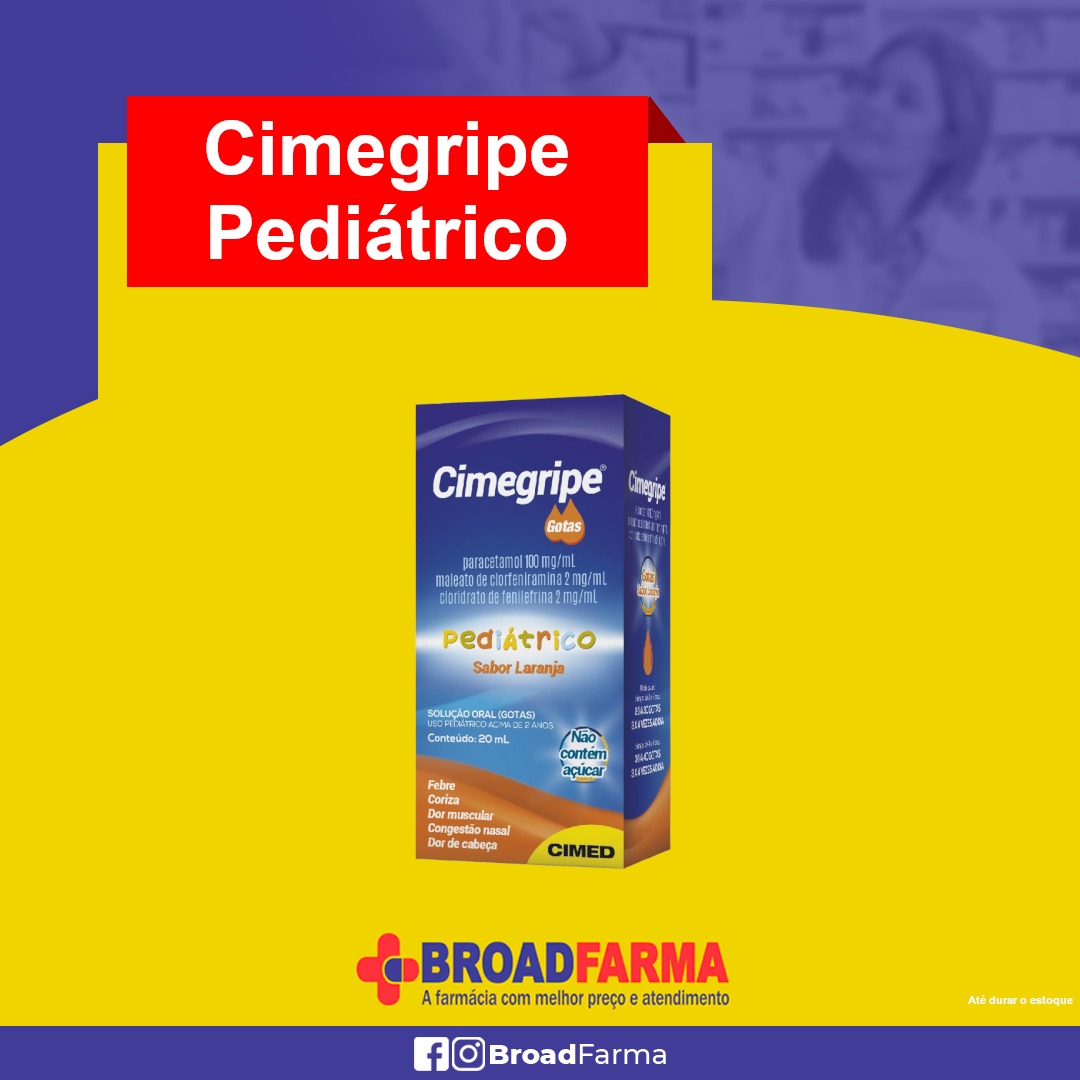 Cimegripe
Pediátrico
Cimegripe®
Gotas
paracetamol 100 mg/mL
maleato de clorfeniramina 2 mg/mL
cloridrato de fenilefrina 2 mg/mL
Pediátrico
Sabor Laranja
SOLUÇÃO ORAL (GOTAS)
USO PEDIÁTRICO ACIMA DE 2 ANOS
Conteúdo: 20 mL
Não
contém
açúcar
Febre
Coriza
Dor muscular
Congestão nasal
Dor de cabeça
CIMED
Cimegripe
Gotas
Sabor Laranja
BROADFARMA
A farmácia com melhor preço e atendimento
Até durar o estoque
BroadFarma